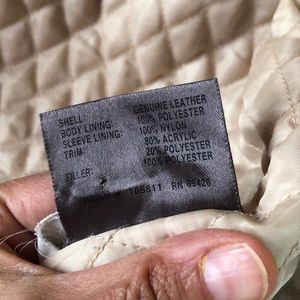 SHELL: GENUINE LEATHER
BODY LINING: 100% POLYESTER
SLEEVE LINING: 100% NYLON
TRIM: 80% ACRYLIC
20% POLYESTER
FILLER: 100% POLYESTER
RN 69426